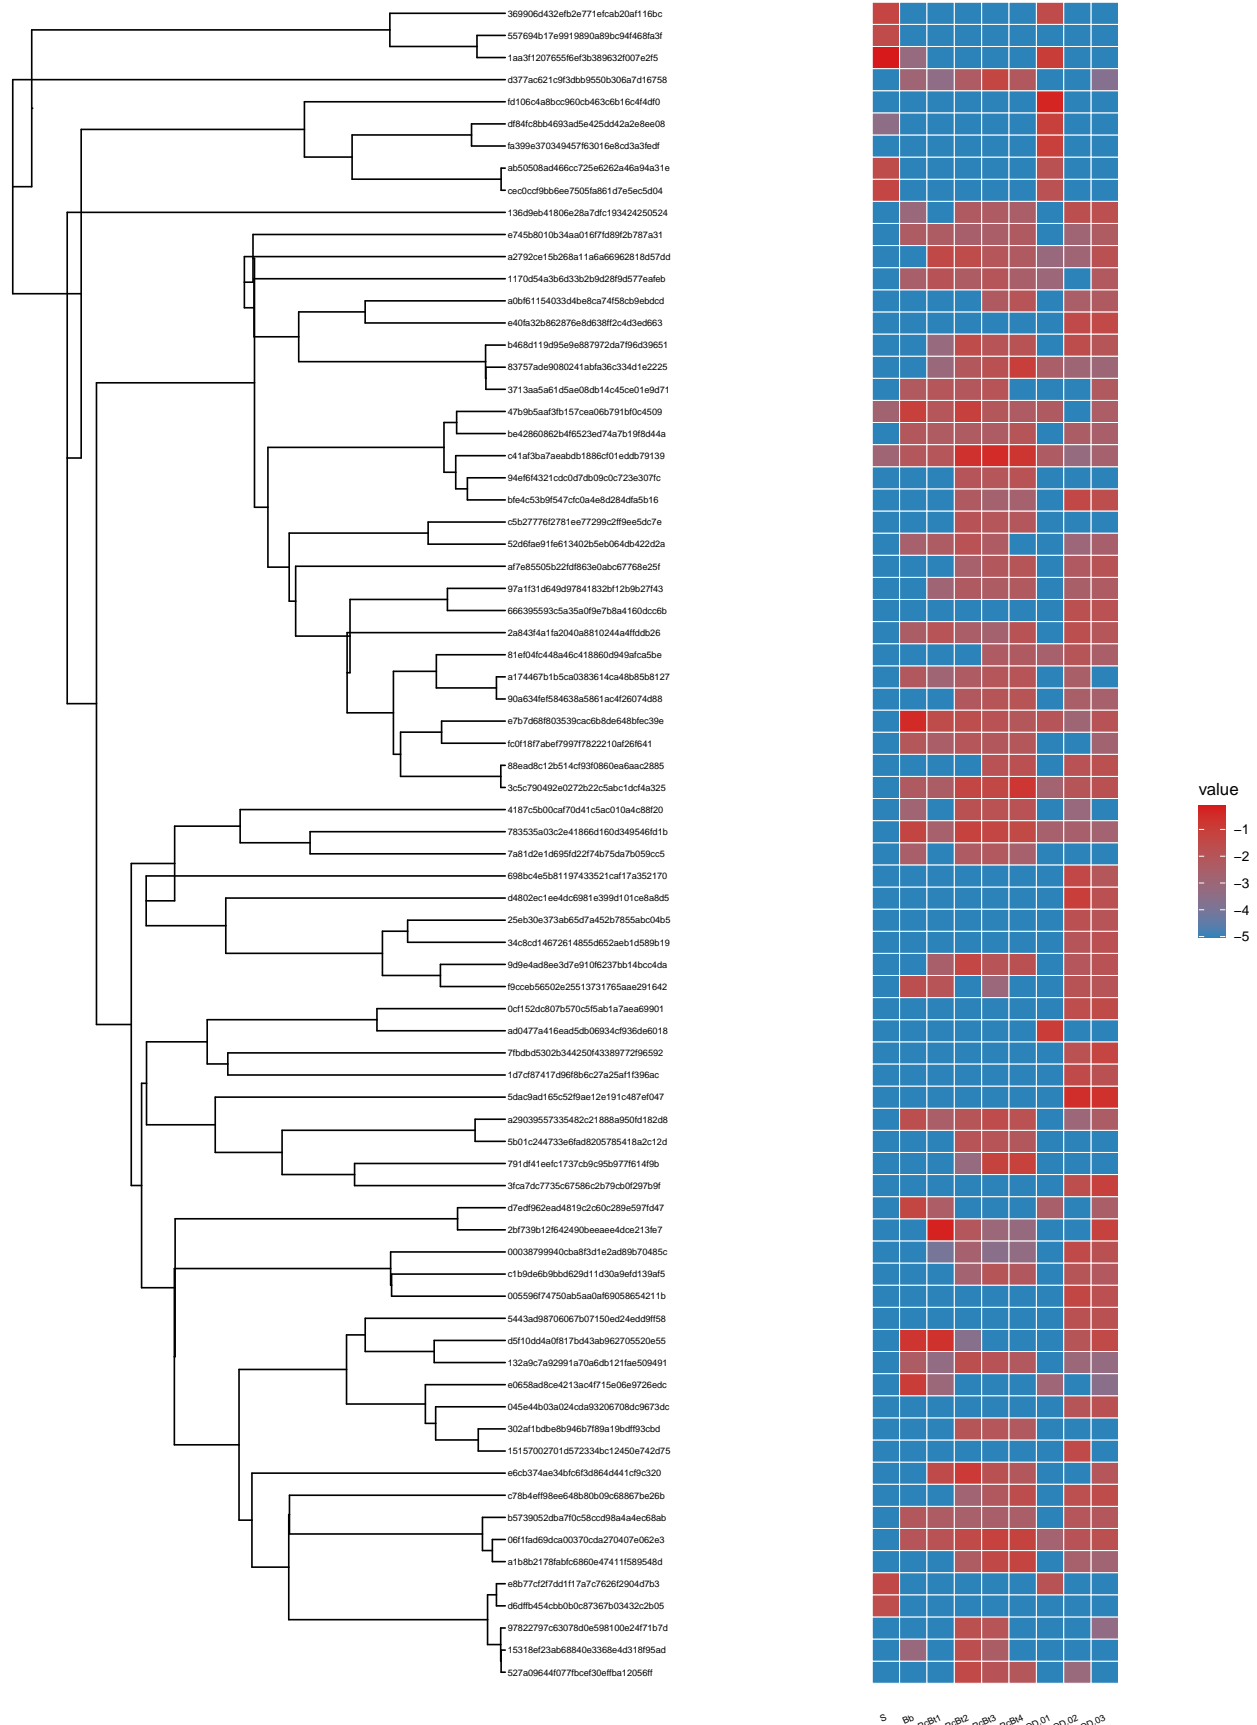 369906d432efb2e771efcab20af116bc
557694b17e9919890a89bc94f468fa3f
1aa3f1207655f6ef3b389632f007e2f5
d377ac621c9f3dbb9550b306a7d16758
fd106c4a8bcc960cb463c6b16c4f4df0
df84fc8bb4693ad5e425dd42a2e8ee08
fa399e370349457f63016e8cd3a3fedf
ab50508ad466cc725e6262a46a94a31e
cec0ccf9bb6ee7505fa861d7e5ec5d04
136d9eb41806e28a7dfc193424250524
e745b8010b34aa016f7fd89f2b787a31
a2792ce15b268a11a6a66962818d57dd
1170d54a3b6d33b2b9d28f9d577eafeb
a0bf61154033d4be8ca74f58cb9ebdcd
e40fa32b862876e8d638ff2c4d3ed663
b468d119d95e9e887972da7f96d39651
83757ade9080241abfa36c334d1e2225
3713aa5a61d5ae08db14c45ce01e9d71
47b9b5aaf3fb157cea06b791bf0c4509
be42860862b4f6523ed74a7b19f8d44a
c41af3ba7aeabdb1886cf01eddb79139
94ef6f4321cdc0d7db09c0c723e307fc
bfe4c53b9f547cfc0a4e8d284dfa5b16
c5b27776f2781ee77299c2ff9ee5dc7e
52d6fae91fe613402b5eb064db422d2a
af7e85505b22fdf863e0abc67768e25f
97a1f31d649d97841832bf12b9b27f43
666395593c5a35a0f9e7b8a4160dcc6b
2a843f4a1fa2040a8810244a4ffddb26
81ef04fc448a46c418860d949afca5be
a174467b1b5ca0383614ca48b85b8127
90a634fef584638a5861ac4f26074d88
e7b7d68f803539cac6b8de648bfec39e
fc0f18f7abef7997f7822210af26f641
88ead8c12b514cf93f0860ea6aac2885
3c5c790492e0272b22c5abc1dcf4a325
4187c5b00caf70d41c5ac010a4c88f20
783535a03c2e41866d160d349546fd1b
7a81d2e1d695fd22f74b75da7b059cc5
698bc4e5b81197433521caf17a352170
d4802ec1ee4dc6981e399d101ce8a8d5
25eb30e373ab65d7a452b7855abc04b5
34c8cd14672614855d652aeb1d589b19
9d9e4ad8ee3d7e910f6237bb14bcc4da
f9cceb56502e25513731765aae291642
0cf152dc807b570c5f5ab1a7aea69901
ad0477a416ead5db06934cf936de6018
7fbdbd5302b344250f43389772f96592
1d7cf87417d96f8b6c27a25af1f396ac
5dac9ad165c52f9ae12e191c487ef047
a29039557335482c21888a950fd182d8
5b01c244733e6fad8205785418a2c12d
791df41eefc1737cb9c95b977f614f9b
3fca7dc7735c67586c2b79cb0f297b9f
d7edf962ead4819c2c60c289e597fd47
2bf739b12f642490beeaee4dce213fe7
00038799940cba8f3d1e2ad89b70485c
c1b9de6b9bbd629d11d30a9efd139af5
005596f74750ab5aa0af69058654211b
5443ad98706067b07150ed24edd9ff58
d5f10dd4a0f817bd43ab962705520e55
132a9c7a92991a70a6db121fae509491
e0658ad8ce4213ac4f715e06e9726edc
045e44b03a024cda93206708dc9673dc
302af1bdbe8b946b7f89a19bdff93cbd
15157002701d572334bc12450e742d75
e6cb374ae34bfc6f3d864d441cf9c320
c78b4eff98ee648b80b09c68867be26b
b5739052dba7f0c58ccd98a4a4ec68ab
06f1fad69dca00370cda270407e062e3
a1b8b2178fabfc6860e47411f589548d
e8b77cf2f7dd1f17a7c7626f2904d7b3
d6dffb454cbb0b0c87367b03432c2b05
97822797c63078d0e598100e24f71b7d
15318ef23ab68840e3368e4d318f95ad
527a09644f077fbcef30effba12056ff
value
−1
−2
−3
−4
−5
S Bb